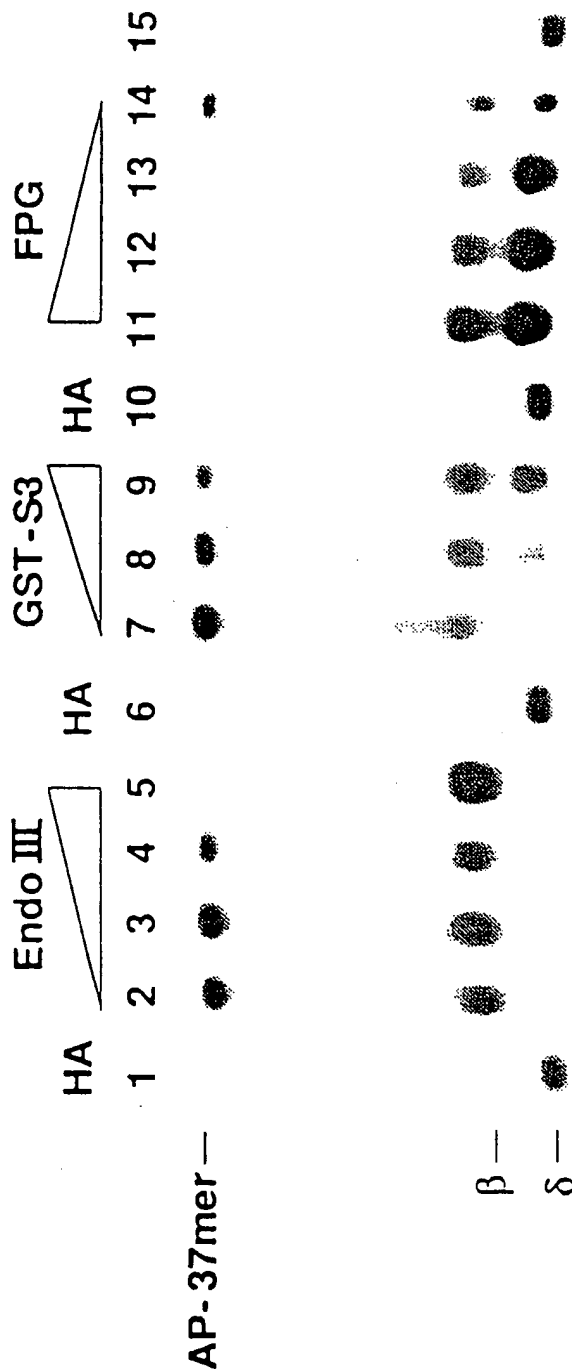 HA Endo III HA GST-S3 HA FPG
1 2 3 4 5 6 7 8 9 10 11 12 13 14 15
AP-37mer —
β —
δ —